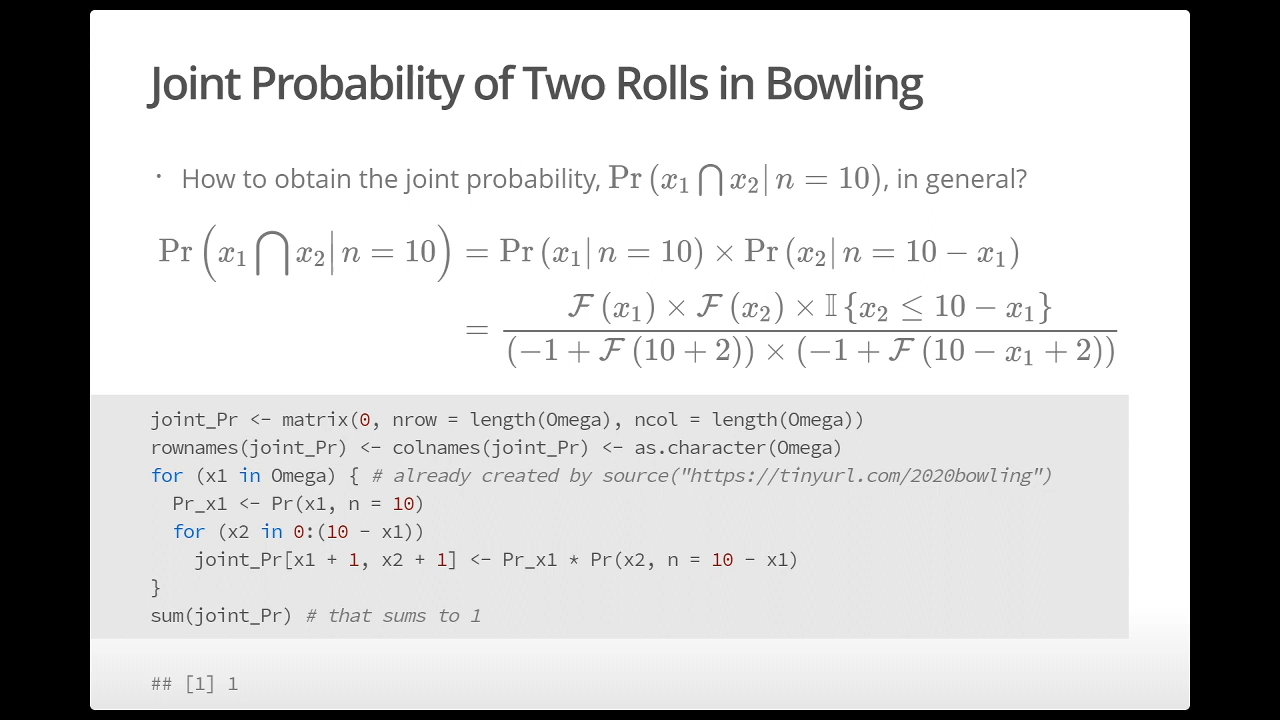 Joint Probability of Two Rolls in Bowling
· How to obtain the joint probability, Pr (x₁ ⋂ x₂| n = 10), in general?
Pr (x₁ ⋂ x₂| n = 10) = Pr (x₁| n = 10) × Pr (x₂| n = 10 − x₁)
= ℱ (x₁) × ℱ (x₂) × 𝕀 {x₂ ≤ 10 − x₁}
(−1 + ℱ (10 + 2)) × (−1 + ℱ (10 − x₁ + 2))
joint_Pr <- matrix(0, nrow = length(Omega), ncol = length(Omega))
rownames(joint_Pr) <- colnames(joint_Pr) <- as.character(Omega)
for (x1 in Omega) { # already created by source("https://tinyurl.com/2020bowling")
  Pr_x1 <- Pr(x1, n = 10)
  for (x2 in 0:(10 - x1))
    joint_Pr[x1 + 1, x2 + 1] <- Pr_x1 * Pr(x2, n = 10 - x1)
}
sum(joint_Pr) # that sums to 1
## [1] 1